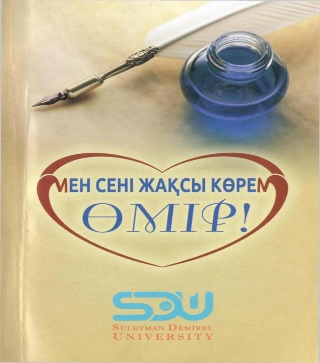 МЕН СЕНІ ЖАҚСЫ КӨРЕМ
ӨМІР!
SDU
SULEYMAN DEMIREL
UNIVERSITY